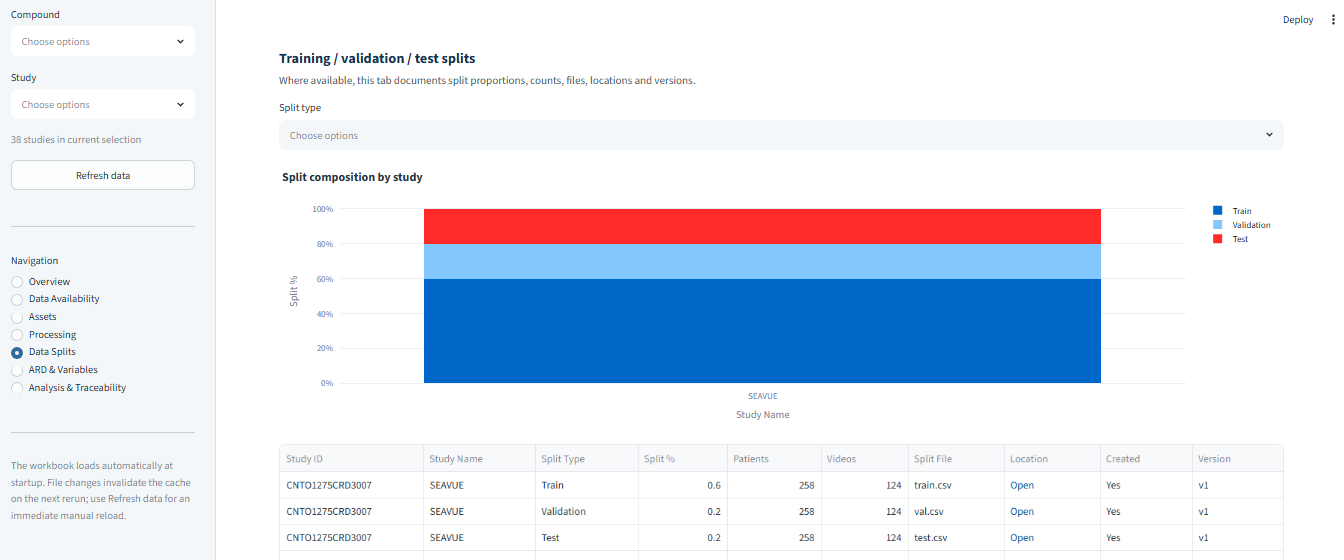 Compound
Choose options
Study
Choose options
38 studies in current selection
Refresh data
Navigation
Overview
Data Availability
Assets
Processing
Data Splits
ARD & Variables
Analysis & Traceability
The workbook loads automatically at
startup. File changes invalidate the cache
on the next rerun; use Refresh data for an
immediate manual reload.
Deploy
Training / validation / test splits
Where available, this tab documents split proportions, counts, files, locations and versions.
Split type
Choose options
Split composition by study
100%
80%
60%
40%
20%
0%
Split %
SEAVUE
Study Name
Train
Validation
Test
Study ID Study Name Split Type Split % Patients Videos Split File Location Created Version
CNTO1275CRD3007 SEAVUE Train 0.6 258 124 train.csv Open Yes v1
CNTO1275CRD3007 SEAVUE Validation 0.2 258 124 val.csv Open Yes v1
CNTO1275CRD3007 SEAVUE Test 0.2 258 124 test.csv Open Yes v1